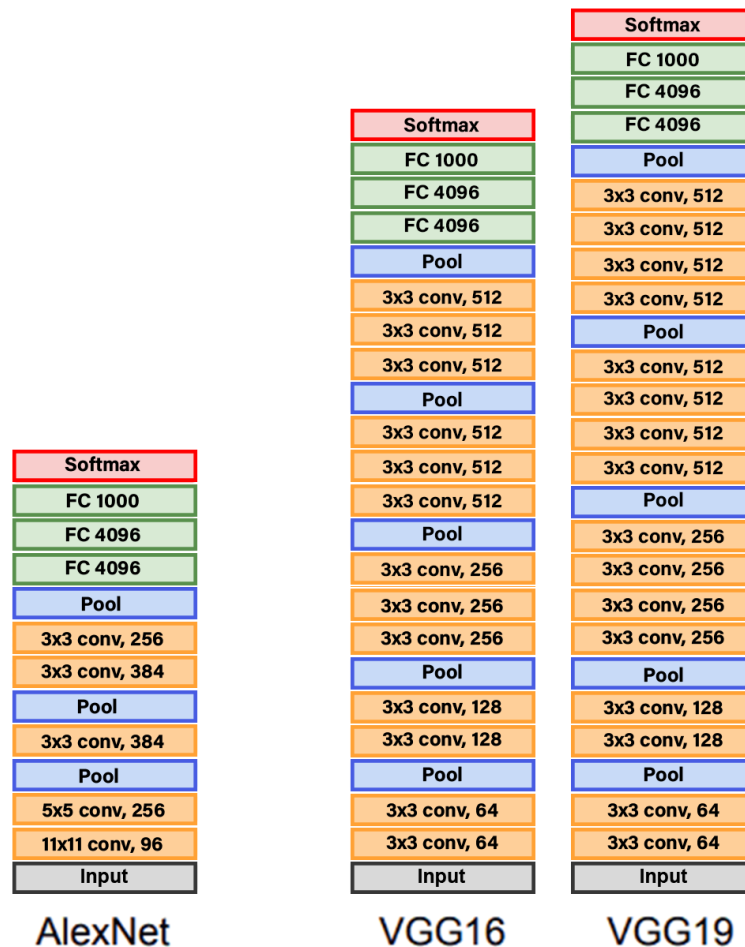 Softmax
FC 1000
FC 4096
FC 4096
Pool
3x3 conv, 256
3x3 conv, 384
Pool
3x3 conv, 384
Pool
5x5 conv, 256
11x11 conv, 96
Input
AlexNet
Softmax
FC 1000
FC 4096
FC 4096
Pool
3x3 conv, 512
3x3 conv, 512
3x3 conv, 512
Pool
3x3 conv, 512
3x3 conv, 512
3x3 conv, 512
Pool
3x3 conv, 256
3x3 conv, 256
3x3 conv, 256
Pool
3x3 conv, 128
3x3 conv, 128
Pool
3x3 conv, 64
3x3 conv, 64
Input
VGG16
Softmax
FC 1000
FC 4096
FC 4096
Pool
3x3 conv, 512
3x3 conv, 512
3x3 conv, 512
3x3 conv, 512
Pool
3x3 conv, 512
3x3 conv, 512
3x3 conv, 512
3x3 conv, 512
Pool
3x3 conv, 256
3x3 conv, 256
3x3 conv, 256
3x3 conv, 256
Pool
3x3 conv, 128
3x3 conv, 128
Pool
3x3 conv, 64
3x3 conv, 64
Input
VGG19